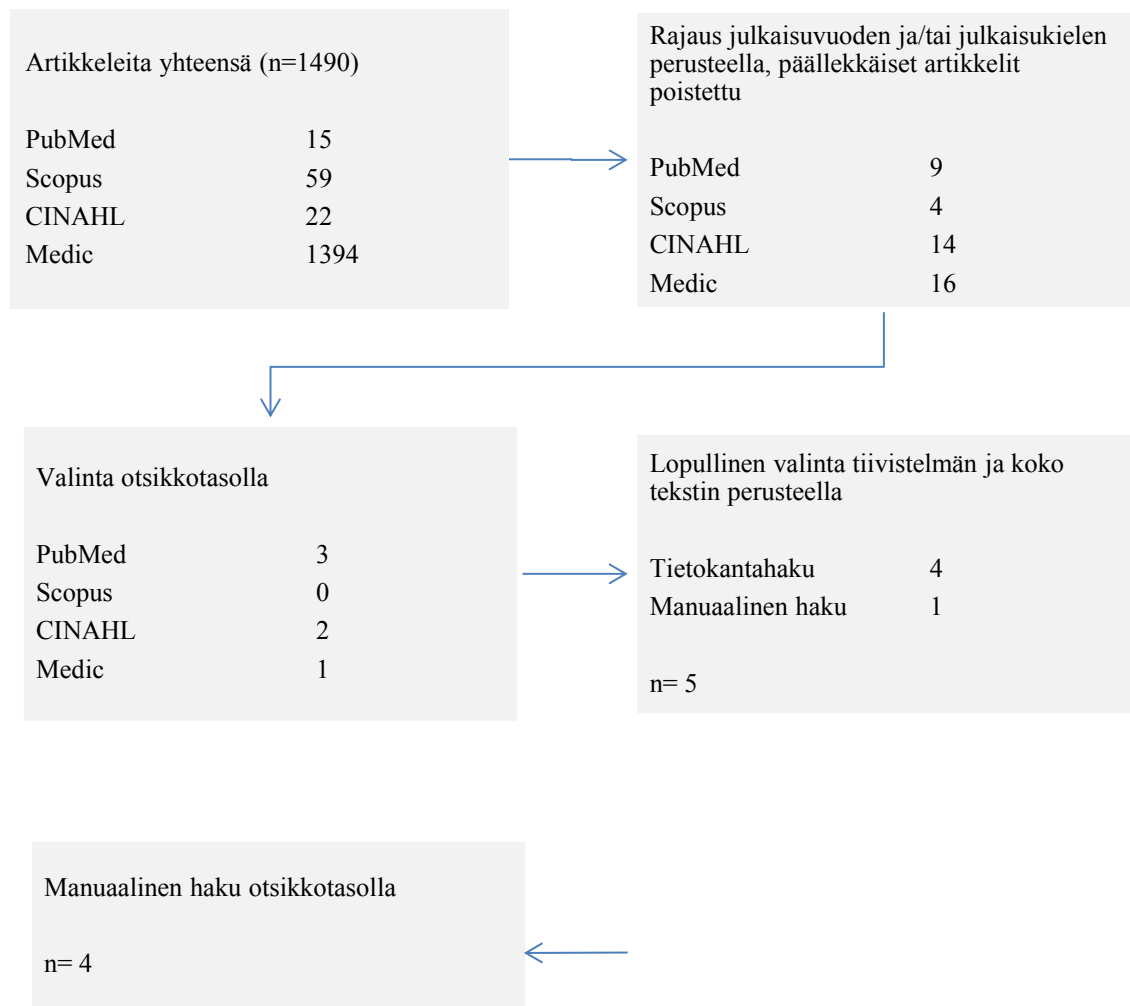 Artikkeleita yhteensä (n=1490)
PubMed 15
Scopus 59
CINAHL 22
Medic 1394
Rajaus julkaisuvuoden ja/tai julkaisukielen
perusteella, päällekkäiset artikkelit
poistettu
PubMed 9
Scopus 4
CINAHL 14
Medic 16
Valinta otsikkotasolla
PubMed 3
Scopus 0
CINAHL 2
Medic 1
Lopullinen valinta tiivistelmän ja koko
tekstin perusteella
Tietokantahaku 4
Manuaalinen haku 1
n= 5
Manuaalinen haku otsikkotasolla
n= 4